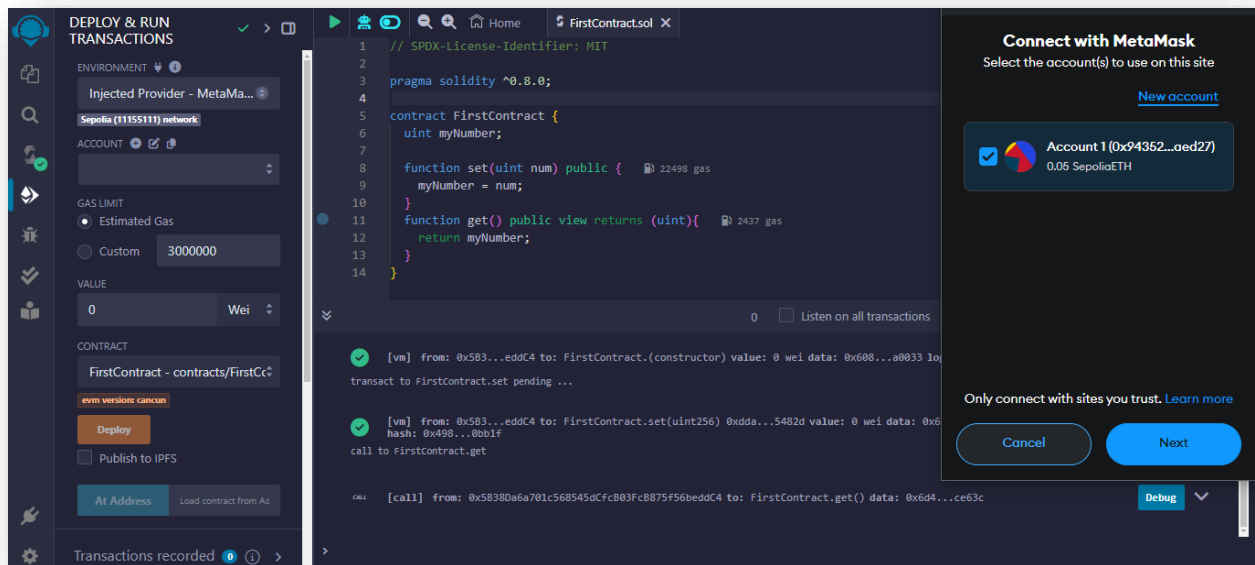 DEPLOY & RUN
TRANSACTIONS
ENVIRONMENT
Injected Provider - MetaMa...
Sepolia (11155111) network
ACCOUNT
GAS LIMIT
Estimated Gas
Custom 3000000
VALUE
0 Wei
CONTRACT
FirstContract - contracts/FirstCc
evm version: cancun
Deploy
Publish to IPFS
At Address Load contract from Ac
Transactions recorded 0 i
Home FirstContract.sol
1 // SPDX-License-Identifier: MIT
2
3 pragma solidity ^0.8.0;
4
5 contract FirstContract {
6 uint myNumber;
7
8 function set(uint num) public { 22498 gas
9 myNumber = num;
10 }
11 function get() public view returns (uint){ 2437 gas
12 return myNumber;
13 }
14 }
0 Listen on all transactions
[vm] from: 0x5B3...eddC4 to: FirstContract.(constructor) value: 0 wei data: 0x608...a0033 log
transact to FirstContract.set pending ...
[vm] from: 0x5B3...eddC4 to: FirstContract.set(uint256) 0xdda...5482d value: 0 wei data: 0x6
hash: 0x498...0bb1f
call to FirstContract.get
CALL [call] from: 0x5B38Da6a701c568545dCfcB03FcB875f56beddC4 to: FirstContract.get() data: 0x6d4...ce63c
Debug
>
Connect with MetaMask
Select the account(s) to use on this site
New account
Account 1 (0x94352...aed27)
0.05 SepoliaETH
Only connect with sites you trust. Learn more
Cancel Next